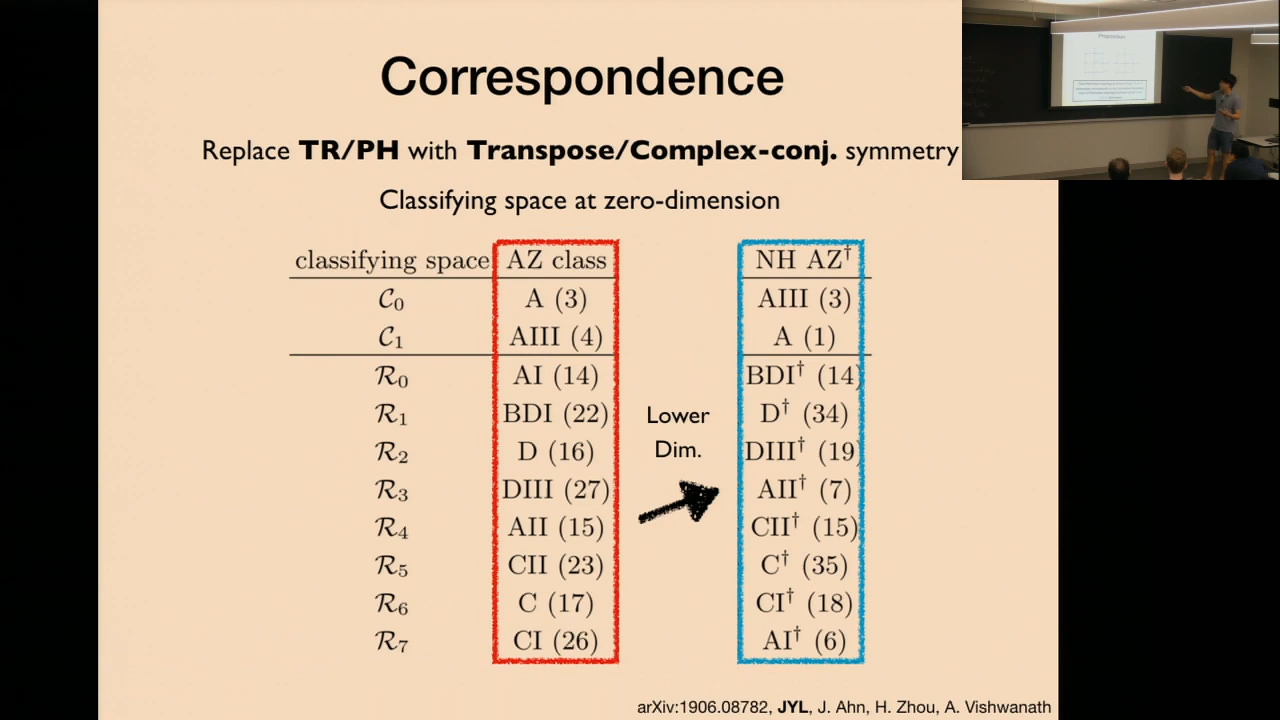 Correspondence
Replace TR/PH with Transpose/Complex-conj. symmetry
Classifying space at zero-dimension
classifying space AZ class NH AZ†
𝒞₀ A (3) AIII (3)
𝒞₁ AIII (4) A (1)
ℛ₀ AI (14) BDI† (14)
ℛ₁ BDI (22) D† (34)
ℛ₂ D (16) DIII† (19)
ℛ₃ DIII (27) AII† (7)
ℛ₄ AII (15) CII† (15)
ℛ₅ CII (23) C† (35)
ℛ₆ C (17) CI† (18)
ℛ₇ CI (26) AI† (6)
Lower
Dim.
arXiv:1906.08782, JYL, J. Ahn, H. Zhou, A. Vishwanath
Proposition